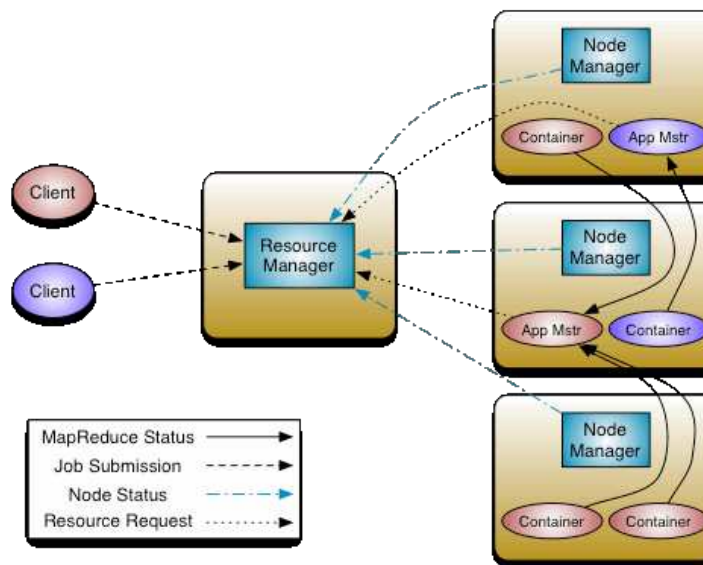 Node
Manager
Container
App Mstr
Client
Resource
Manager
Node
Manager
Client
App Mstr
Container
MapReduce Status
Job Submission
Node Status
Resource Request
Node
Manager
Container
Container